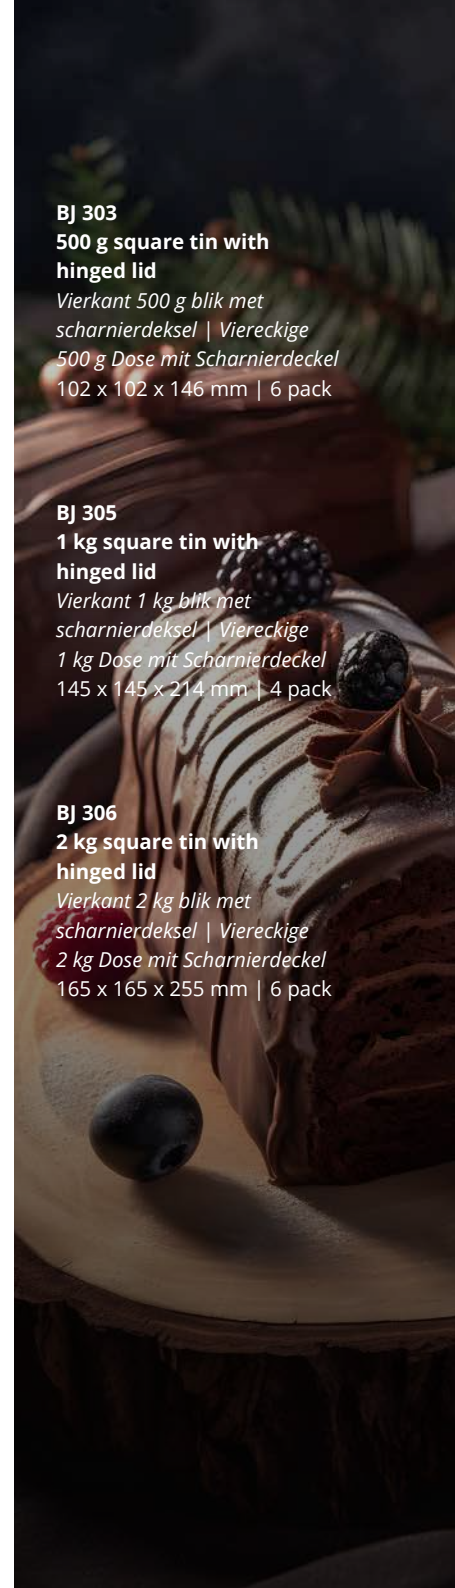 BJ 303
500 g square tin with
hinged lid
Vierkant 500 g blik met
scharnierdeksel | Viereckige
500 g Dose mit Scharnierdeckel
102 x 102 x 146 mm | 6 pack
BJ 305
1 kg square tin with
hinged lid
Vierkant 1 kg blik met
scharnierdeksel | Viereckige
1 kg Dose mit Scharnierdeckel
145 x 145 x 214 mm | 4 pack
BJ 306
2 kg square tin with
hinged lid
Vierkant 2 kg blik met
scharnierdeksel | Viereckige
2 kg Dose mit Scharnierdeckel
165 x 165 x 255 mm | 6 pack